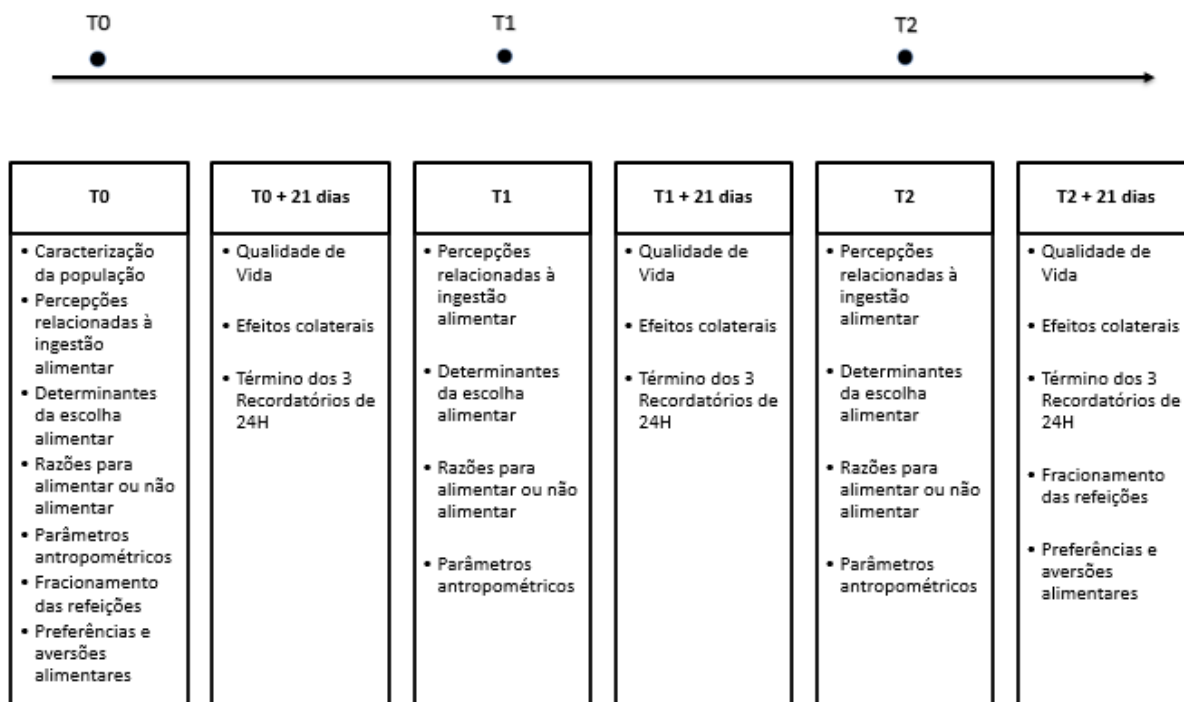 T0
T1
T2
T0
• Caracterização
da população
• Percepções
relacionadas à
ingestão
alimentar
• Determinantes
da escolha
alimentar
• Razões para
alimentar ou não
alimentar
• Parâmetros
antropométricos
• Fracionamento
das refeições
• Preferências e
aversões
alimentares
T0 + 21 dias
• Qualidade de
Vida
• Efeitos colaterais
• Término dos 3
Recordatórios de
24H
T1
• Percepções
relacionadas à
ingestão
alimentar
• Determinantes
da escolha
alimentar
• Razões para
alimentar ou não
alimentar
• Parâmetros
antropométricos
T1 + 21 dias
• Qualidade de
Vida
• Efeitos colaterais
• Término dos 3
Recordatórios de
24H
T2
• Percepções
relacionadas à
ingestão
alimentar
• Determinantes
da escolha
alimentar
• Razões para
alimentar ou não
alimentar
• Parâmetros
antropométricos
T2 + 21 dias
• Qualidade de
Vida
• Efeitos colaterais
• Término dos 3
Recordatórios de
24H
• Fracionamento
das refeições
• Preferências e
aversões
alimentares